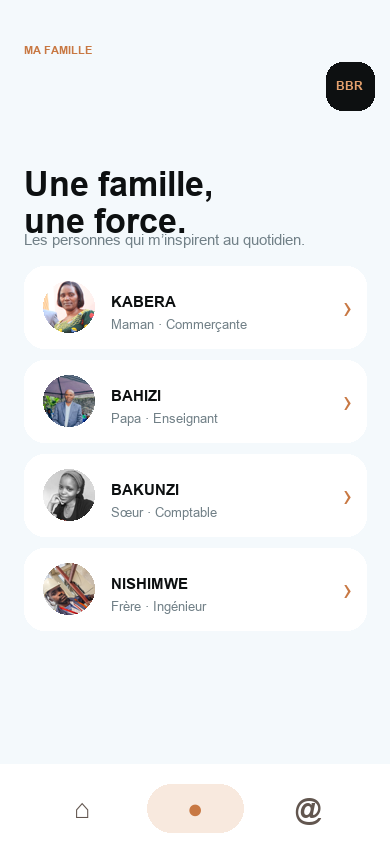 MA FAMILLE
BBR
Une famille,
une force.
Les personnes qui m’inspirent au quotidien.
KABERA
Maman · Commerçante
›
BAHIZI
Papa · Enseignant
›
BAKUNZI
Sœur · Comptable
›
NISHIMWE
Frère · Ingénieur
›
@